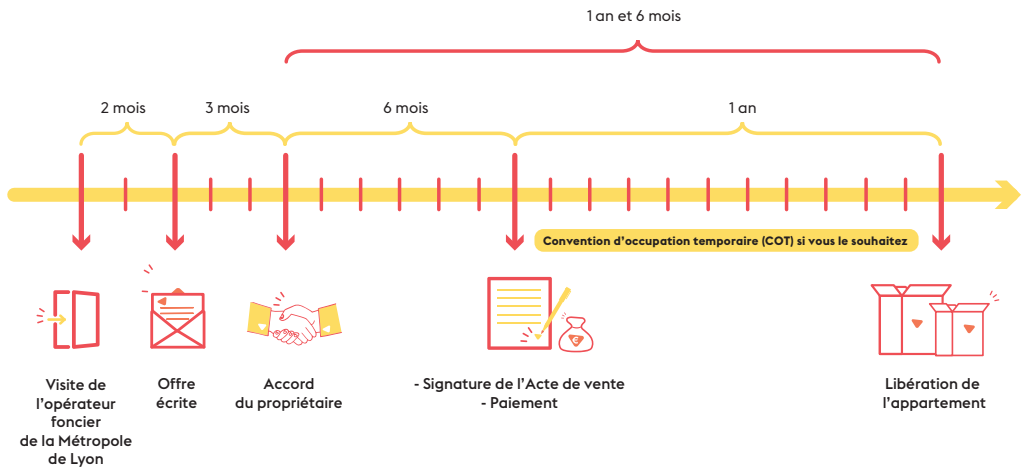 1 an et 6 mois
2 mois
3 mois
6 mois
1 an
Convention d'occupation temporaire (COT) si vous le souhaitez
€
Visite de
l'opérateur
foncier
de la Métropole
de Lyon
Offre
écrite
Accord
du propriétaire
- Signature de l'Acte de vente
- Paiement
Libération de
l'appartement